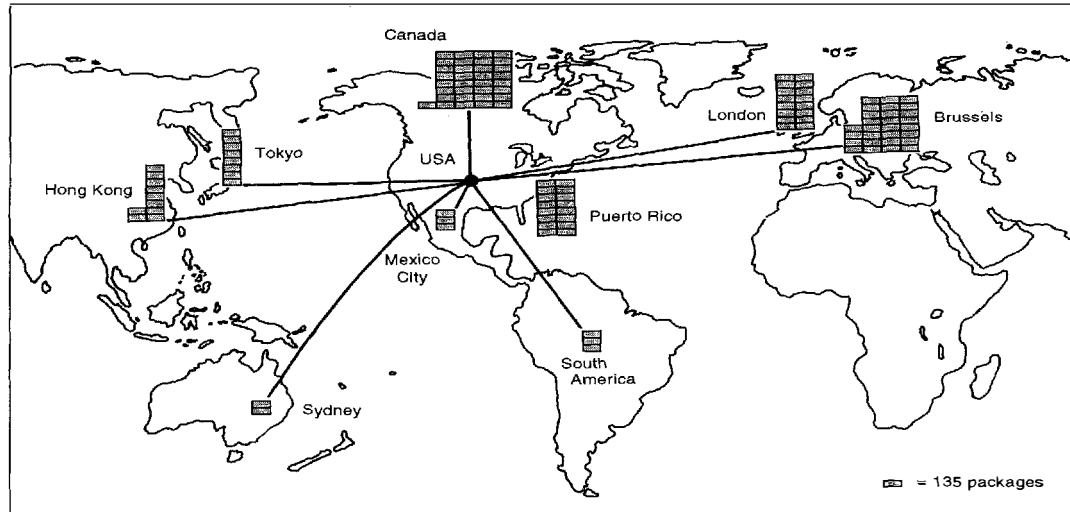 Canada
London
Brussels
Tokyo
USA
Hong Kong
Puerto Rico
Mexico
City
South
America
Sydney
= 135 packages